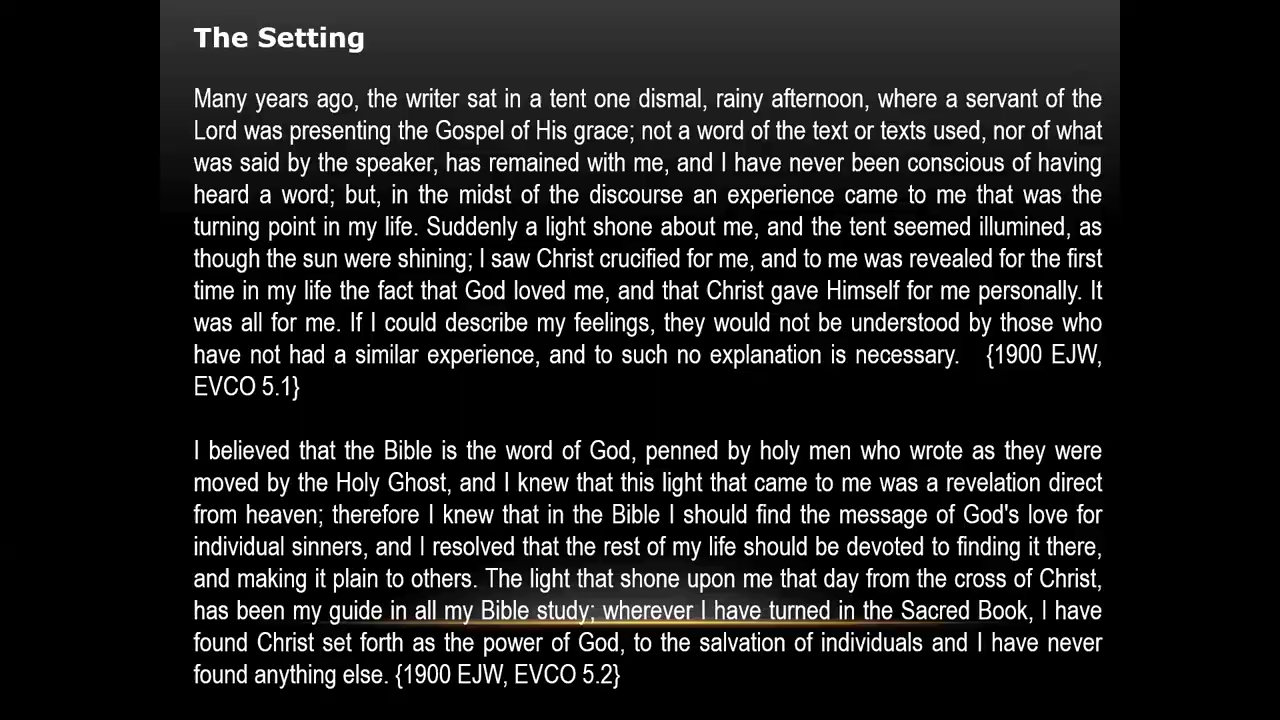 The Setting
Many years ago, the writer sat in a tent one dismal, rainy afternoon, where a servant of the
Lord was presenting the Gospel of His grace; not a word of the text or texts used, nor of what
was said by the speaker, has remained with me, and I have never been conscious of having
heard a word; but, in the midst of the discourse an experience came to me that was the
turning point in my life. Suddenly a light shone about me, and the tent seemed illumined, as
though the sun were shining; I saw Christ crucified for me, and to me was revealed for the first
time in my life the fact that God loved me, and that Christ gave Himself for me personally. It
was all for me. If I could describe my feelings, they would not be understood by those who
have not had a similar experience, and to such no explanation is necessary. {1900 EJW,
EVCO 5.1}
I believed that the Bible is the word of God, penned by holy men who wrote as they were
moved by the Holy Ghost, and I knew that this light that came to me was a revelation direct
from heaven; therefore I knew that in the Bible I should find the message of God's love for
individual sinners, and I resolved that the rest of my life should be devoted to finding it there,
and making it plain to others. The light that shone upon me that day from the cross of Christ,
has been my guide in all my Bible study; wherever I have turned in the Sacred Book, I have
found Christ set forth as the power of God, to the salvation of individuals and I have never
found anything else. {1900 EJW, EVCO 5.2}